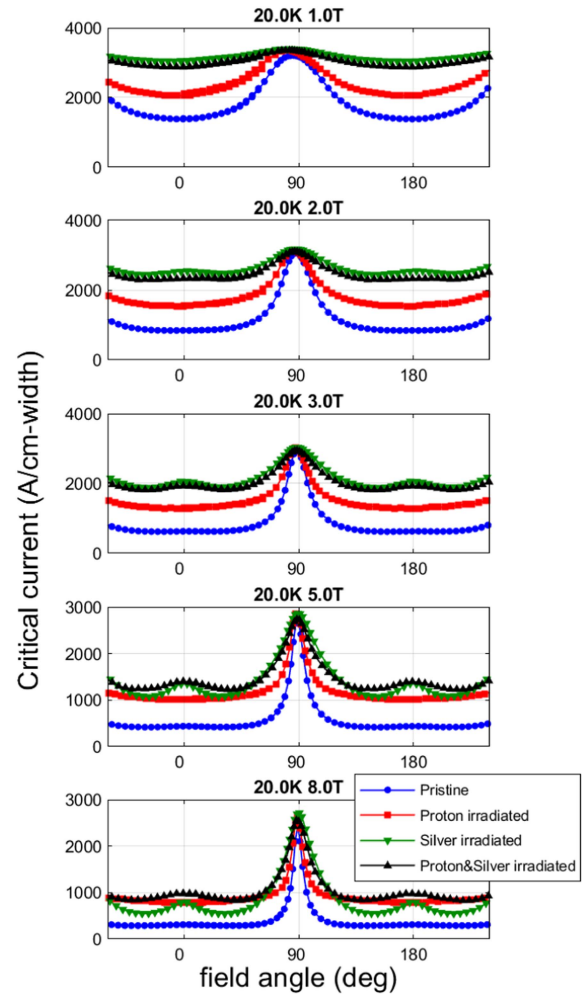 20.0K 1.0T
4000
2000
0
0 90 180
20.0K 2.0T
4000
2000
0
0 90 180
20.0K 3.0T
4000
2000
0
0 90 180
Critical current (A/cm-width)
20.0K 5.0T
3000
2000
1000
0
0 90 180
20.0K 8.0T
3000
2000
1000
0
0 90 180
Pristine
Proton irradiated
Silver irradiated
Proton&Silver irradiated
field angle (deg)